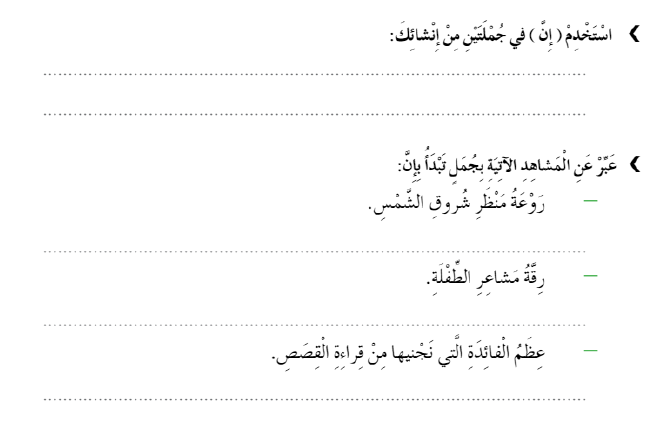 ❯ اسْتَخْدِمْ ( إنَّ ) في جُمْلَتَيْنِ مِنْ إنْشائِكَ:
❯ عَبِّرْ عَنِ الْمَشاهِدِ الآتِيَةِ بِجُمَلٍ تَبْدَأُ بِإنَّ:
– رَوْعَةُ مَنْظَرِ شُروقِ الشَّمْسِ.
– رِقَّةُ مَشاعِرِ الطِّفْلَةِ.
– عِظَمُ الْفائِدَةِ الَّتي نَجْنيها مِنْ قِراءةِ الْقِصَصِ.